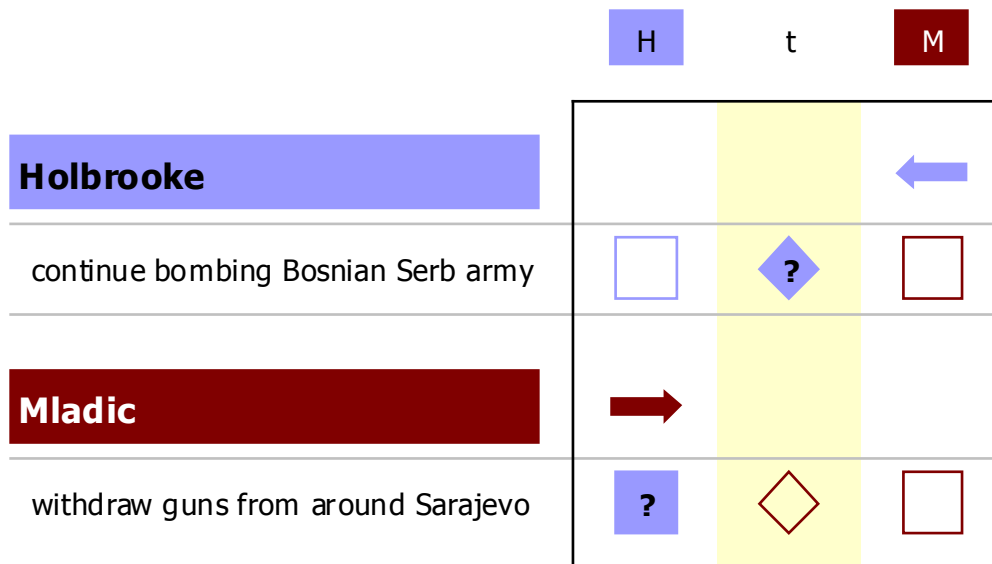 H t M
Holbrooke
continue bombing Bosnian Serb army ?
Mladic
withdraw guns from around Sarajevo ?